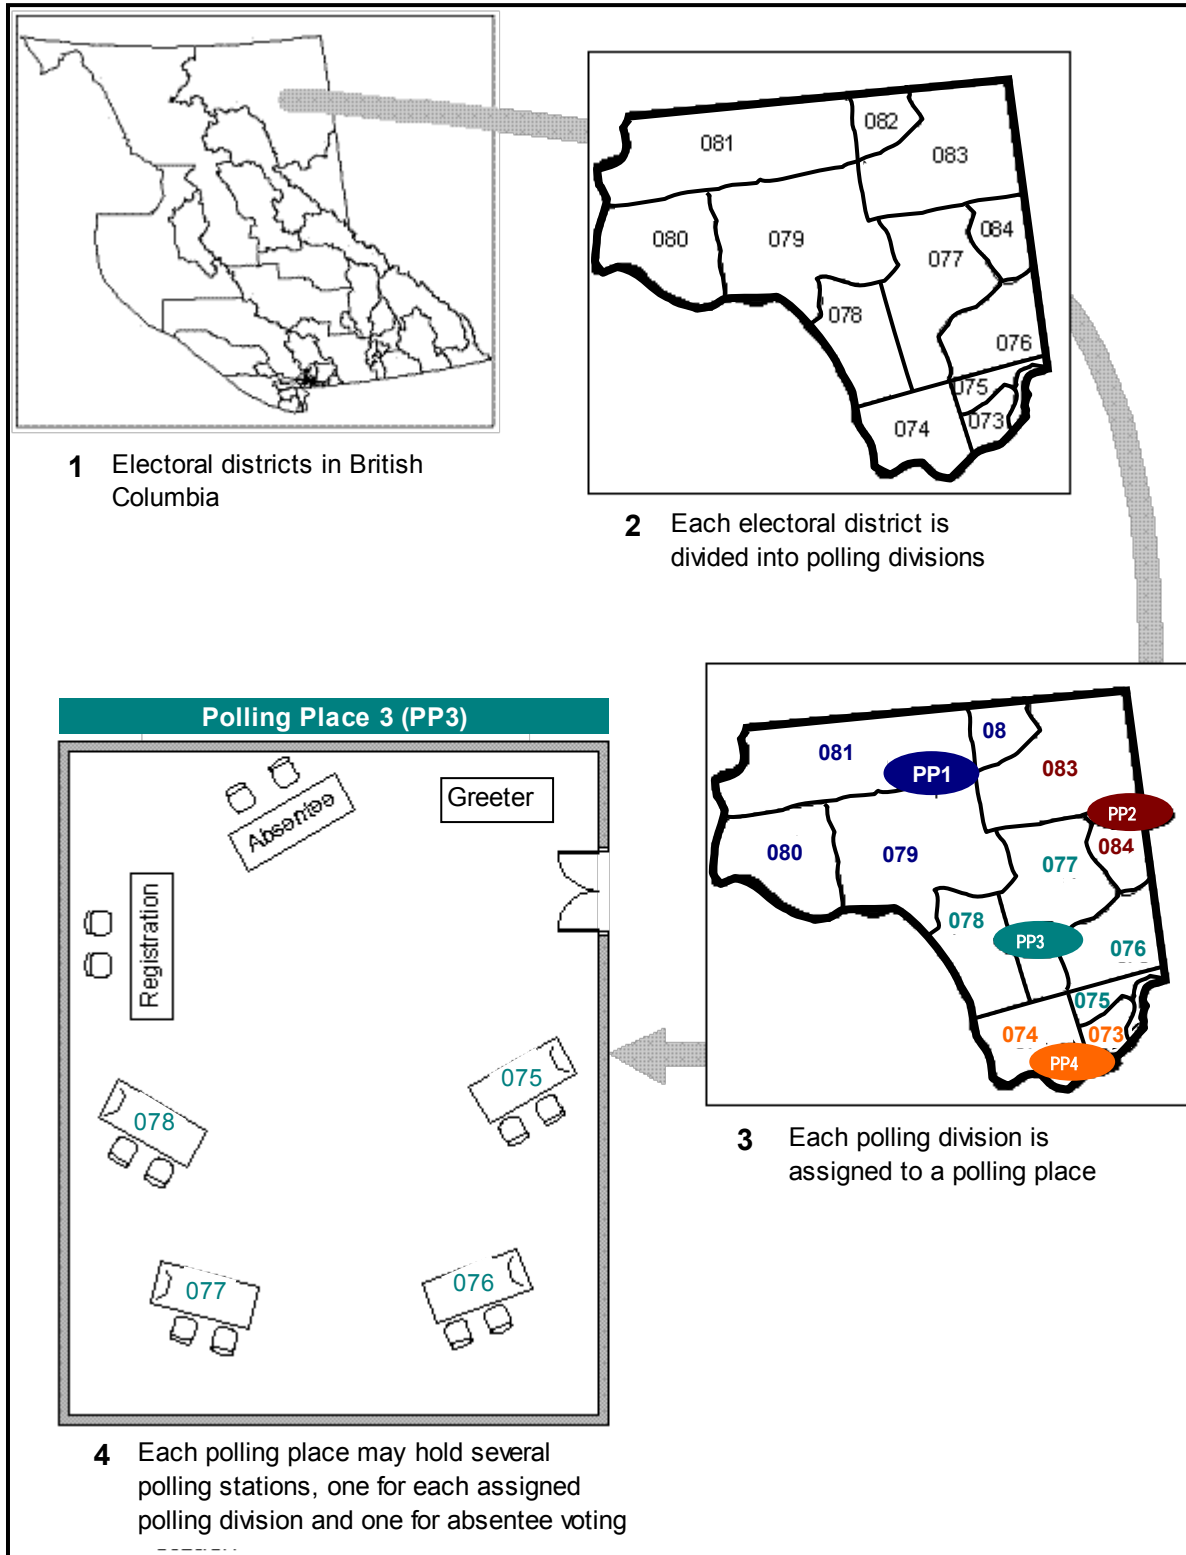 1 Electoral districts in British
Columbia
081
082
083
080
079
084
077
078
076
075
074
073
2 Each electoral district is
divided into polling divisions
081
08
083
PP1
PP2
080
079
084
077
078
PP3
076
075
074
073
PP4
3 Each polling division is
assigned to a polling place
Polling Place 3 (PP3)
Absentee
Greeter
Registration
075
078
077
076
4 Each polling place may hold several
polling stations, one for each assigned
polling division and one for absentee voting